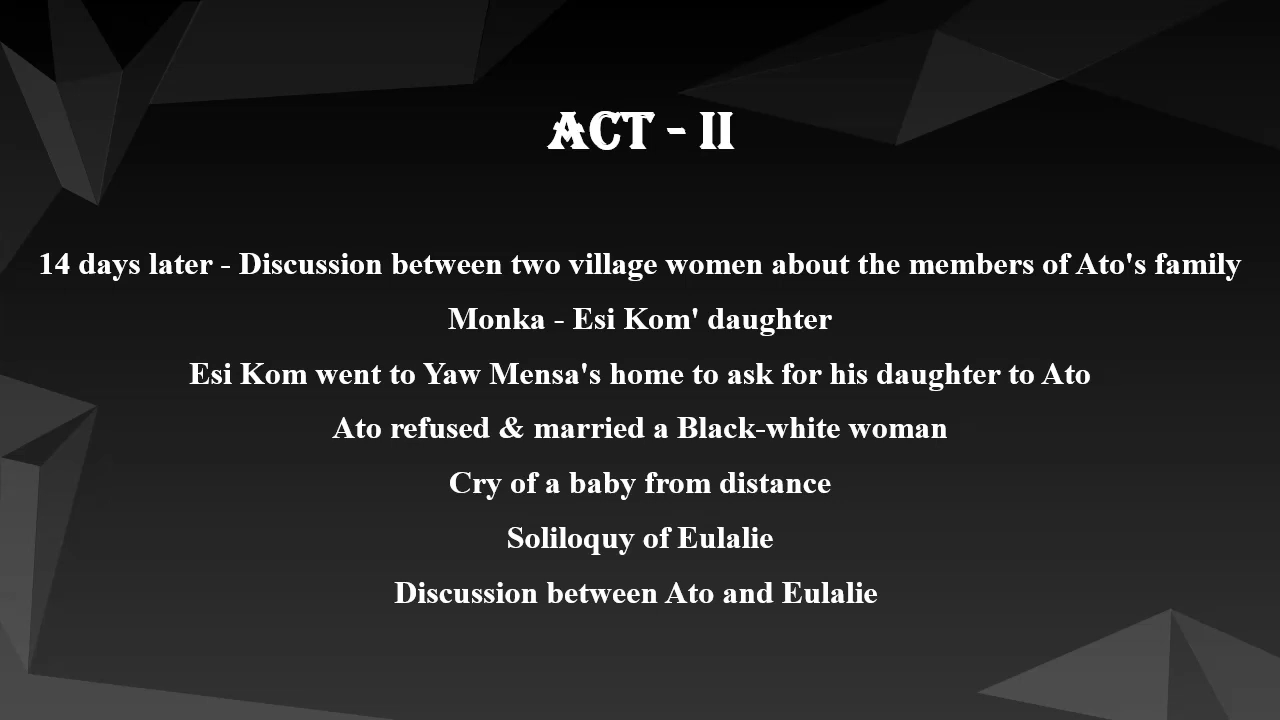 ACT - II
14 days later - Discussion between two village women about the members of Ato's family
Monka - Esi Kom' daughter
Esi Kom went to Yaw Mensa's home to ask for his daughter to Ato
Ato refused & married a Black-white woman
Cry of a baby from distance
Soliloquy of Eulalie
Discussion between Ato and Eulalie